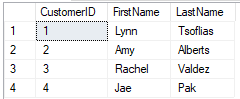 CustomerID FirstName LastName
1 1 Lynn Tsoflias
2 2 Amy Alberts
3 3 Rachel Valdez
4 4 Jae Pak